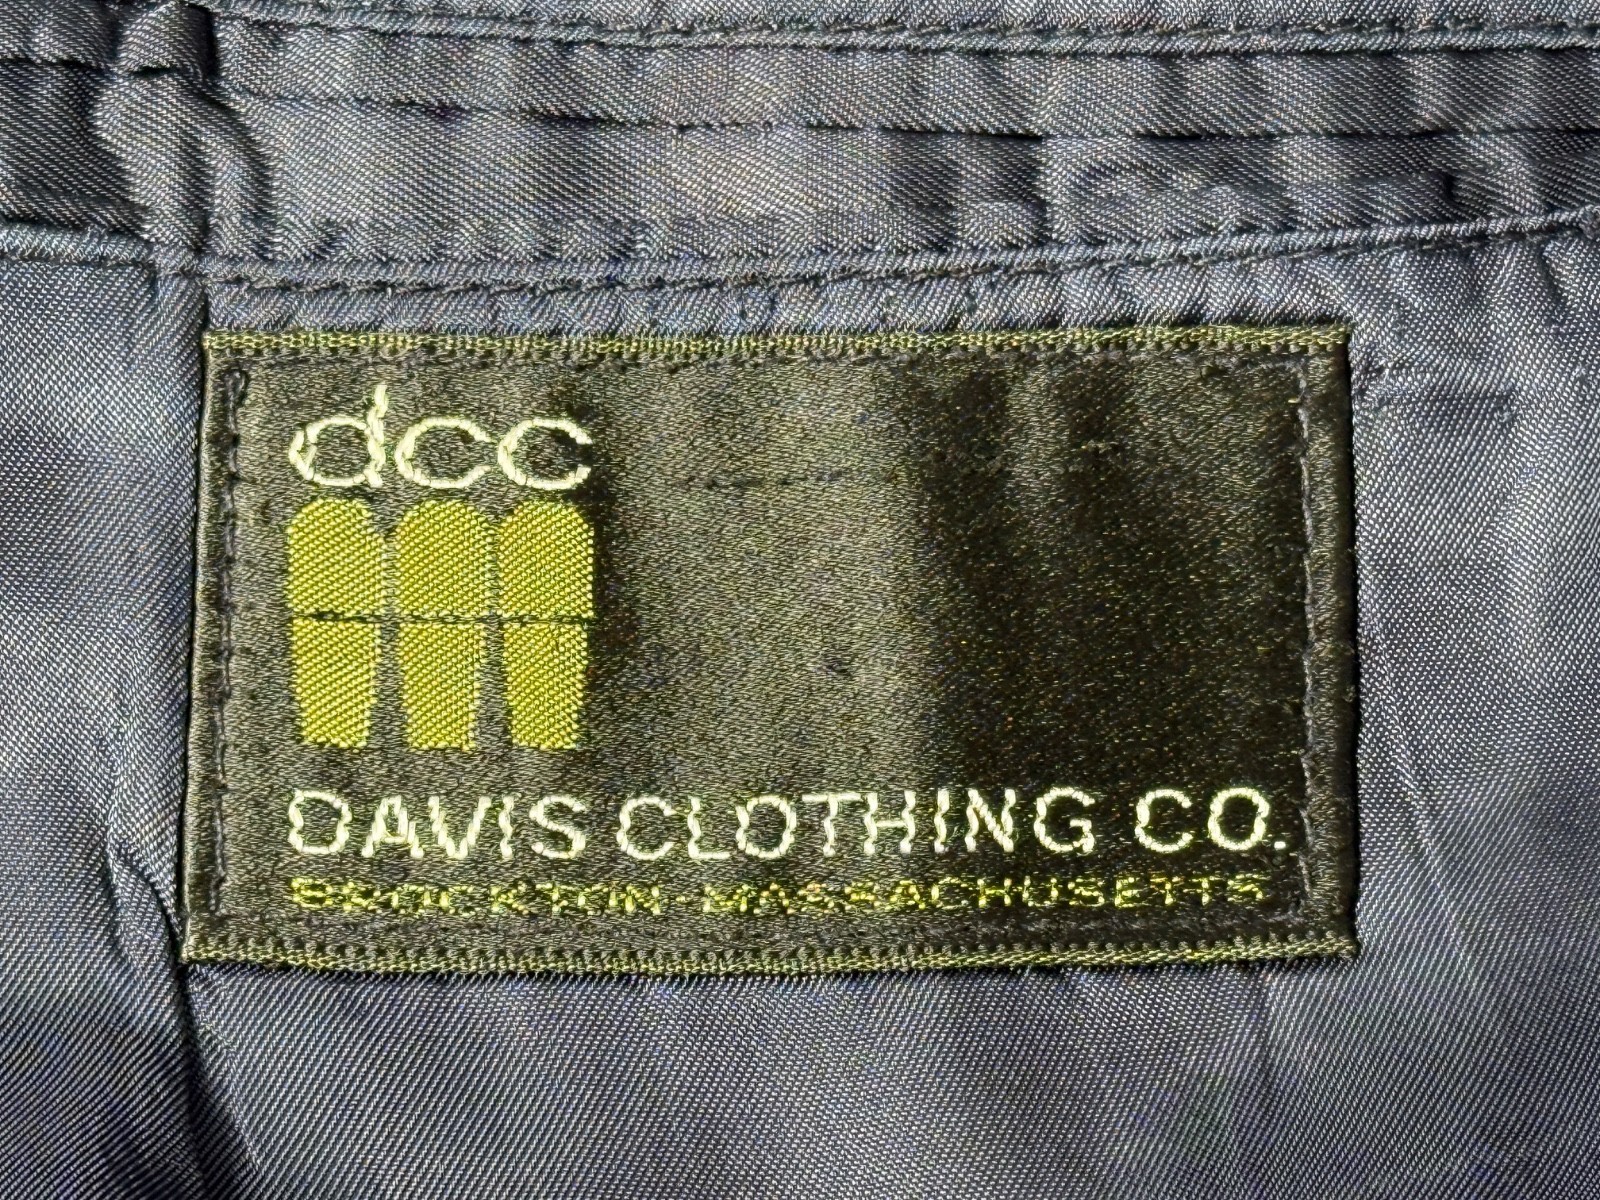 dcc
DAVIS CLOTHING CO.
BROCKTON-MASSACHUSETTS